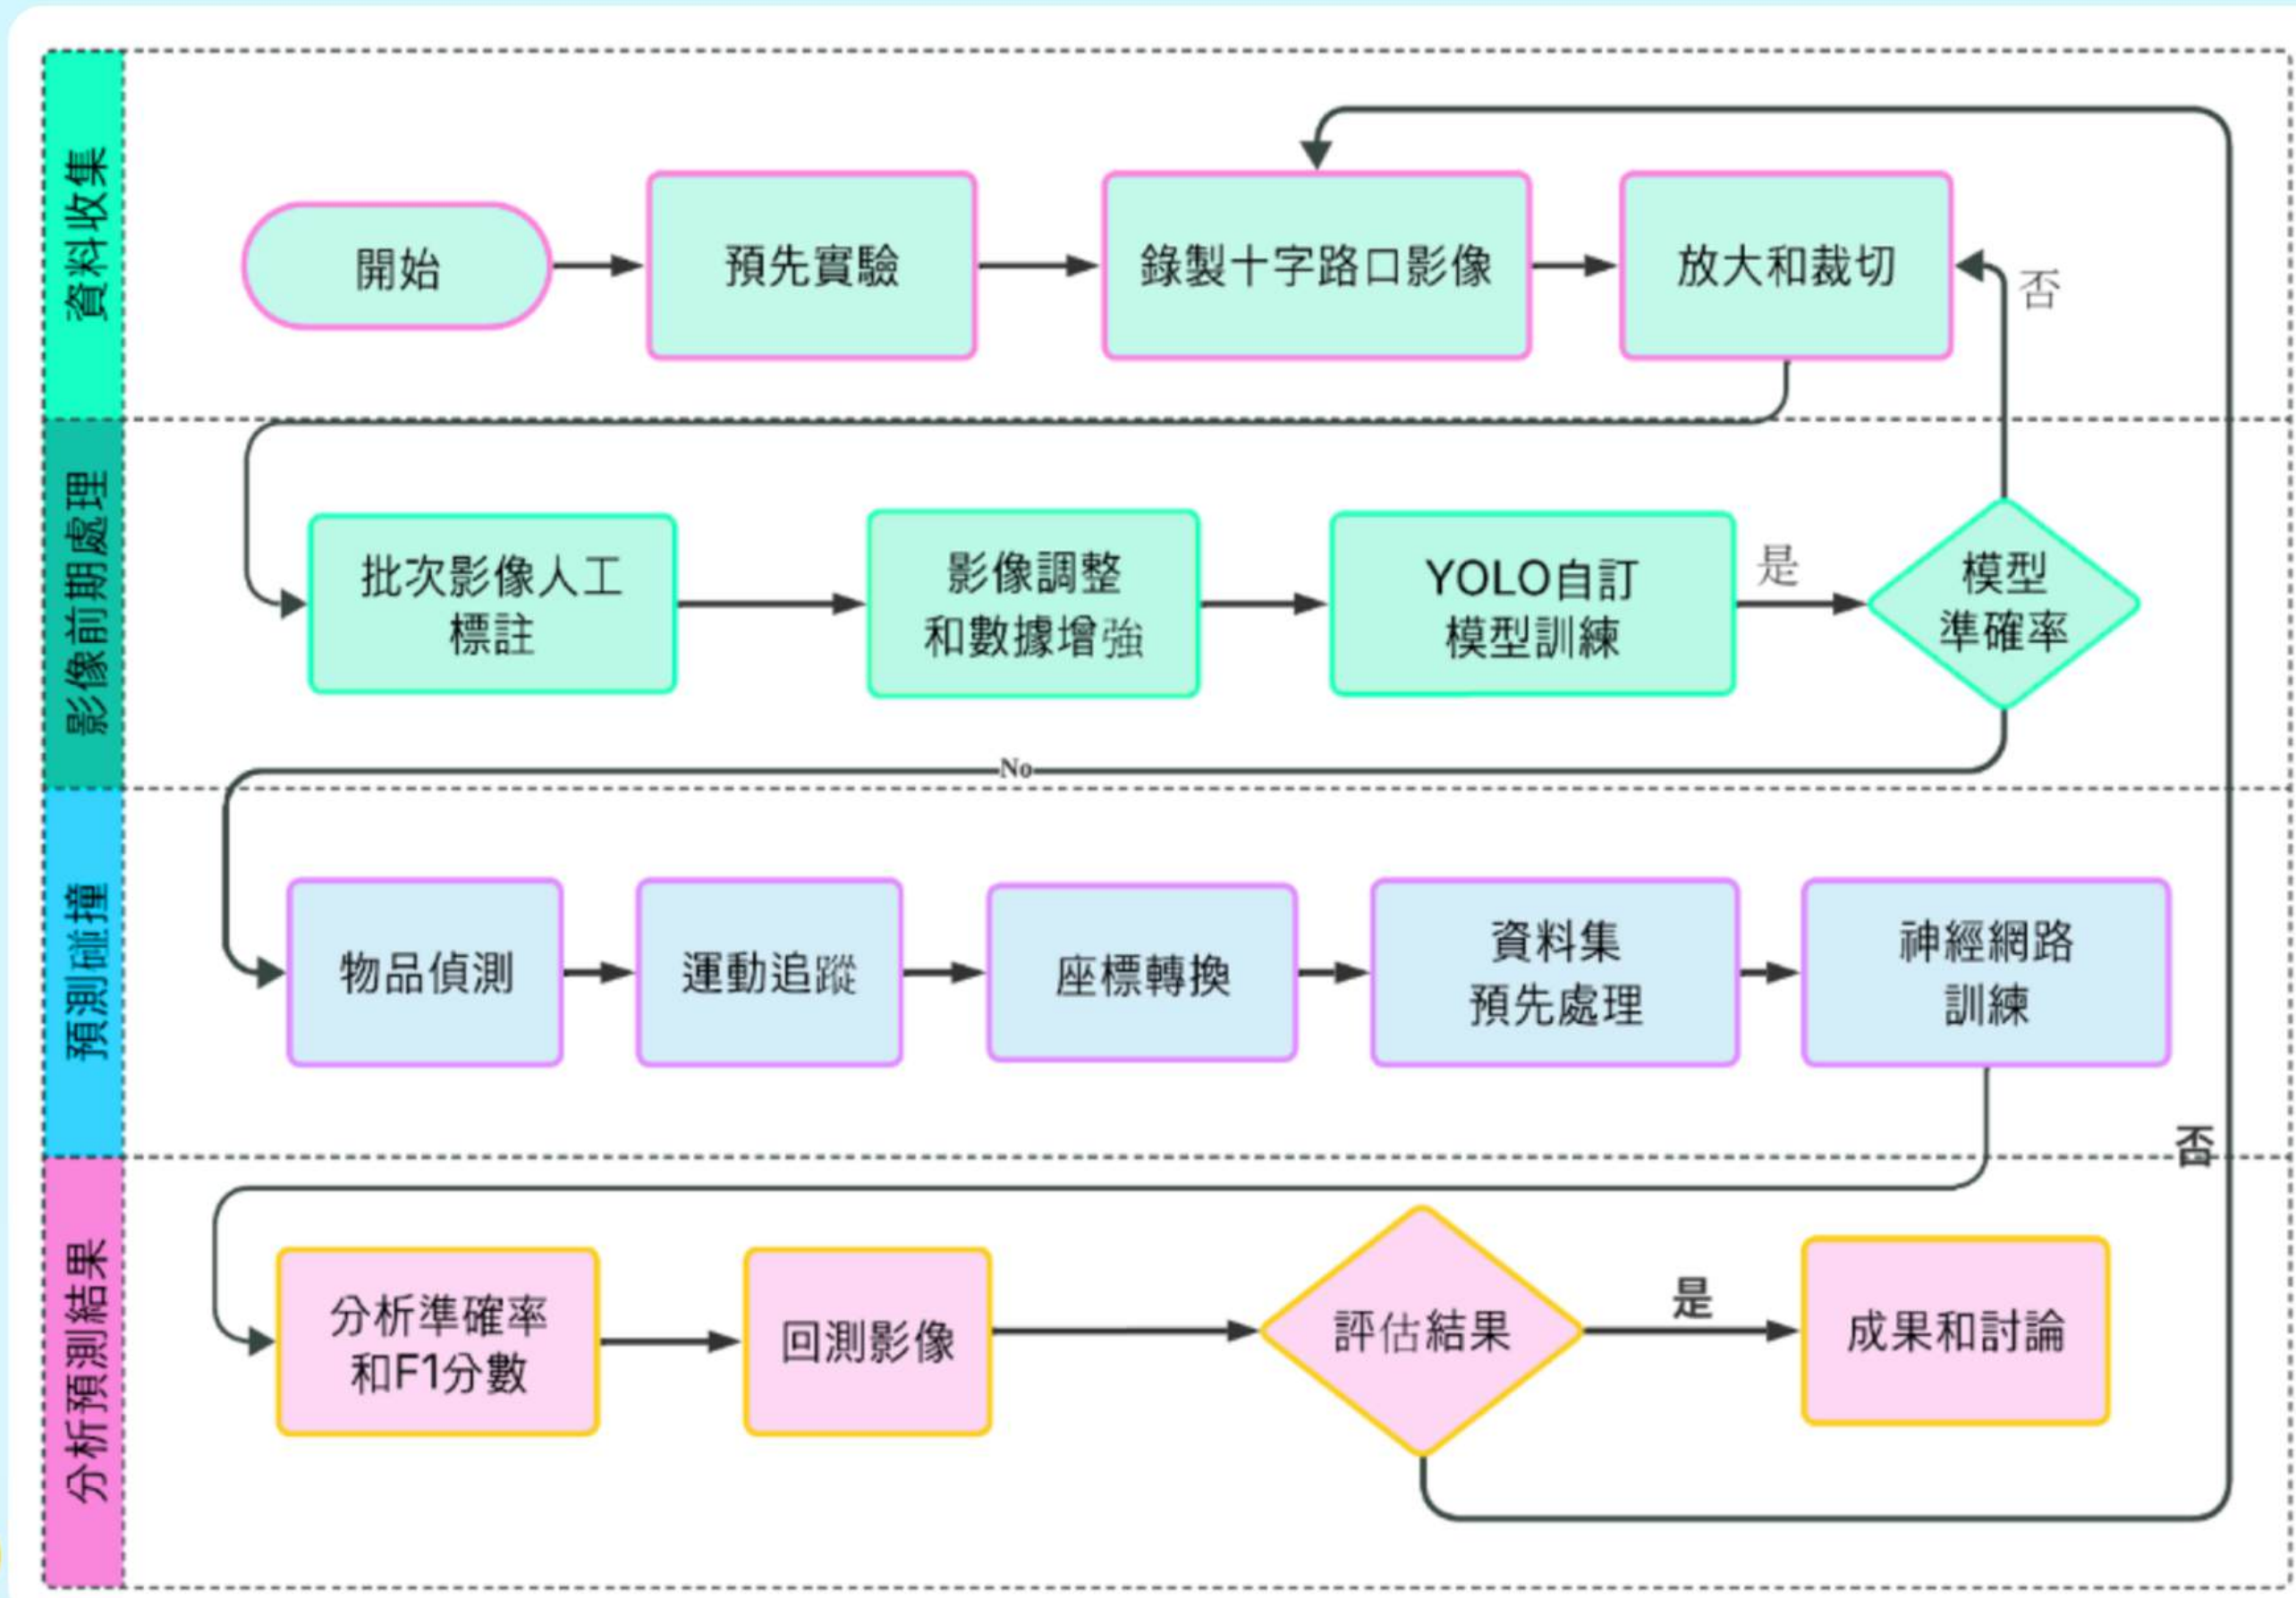 資料收集
開始
預先實驗
錄製十字路口影像
放大和裁切
否
影像前期處理
批次影像人工
標註
影像調整
和數據增強
YOLO自訂
模型訓練
是
模型
準確率
No
預測碰撞
物品偵測
運動追蹤
座標轉換
資料集
預先處理
神經網路
訓練
否
分析預測結果
分析準確率
和F1分數
回測影像
評估結果
是
成果和討論